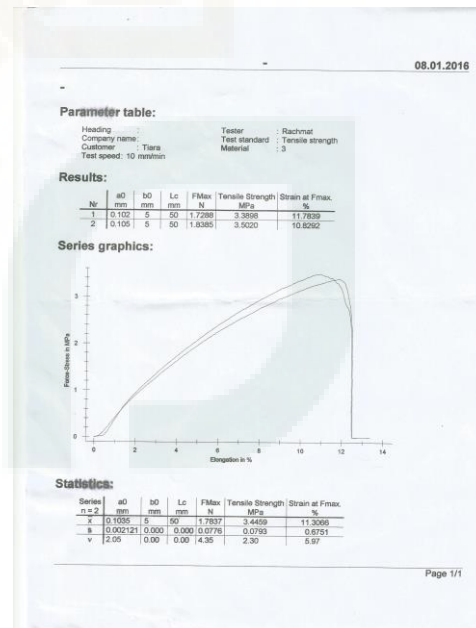 -
08.01.2016
-
Parameter table:
Heading :
Company name:
Customer : Tiara
Test speed: 10 mm/min
Tester : Rachmat
Test standard : Tensile strength
Material : 3
Results:
Nr a0 mm b0 mm Lc mm FMax N Tensile Strength MPa Strain at Fmax. %
1 0.102 5 50 1.7288 3.3898 11.7839
2 0.105 5 50 1.8385 3.5020 10.8292
Series graphics:
Force-Stress in MPa
3
2
1
0
0 2 4 6 8 10 12 14
Elongation in %
Statistics:
Series n = 2 a0 mm b0 mm Lc mm FMax N Tensile Strength MPa Strain at Fmax. %
x 0.1035 5 50 1.7837 3.4459 11.3066
s 0.002121 0.000 0.000 0.0776 0.0793 0.6751
v 2.05 0.00 0.00 4.35 2.30 5.97
Page 1/1